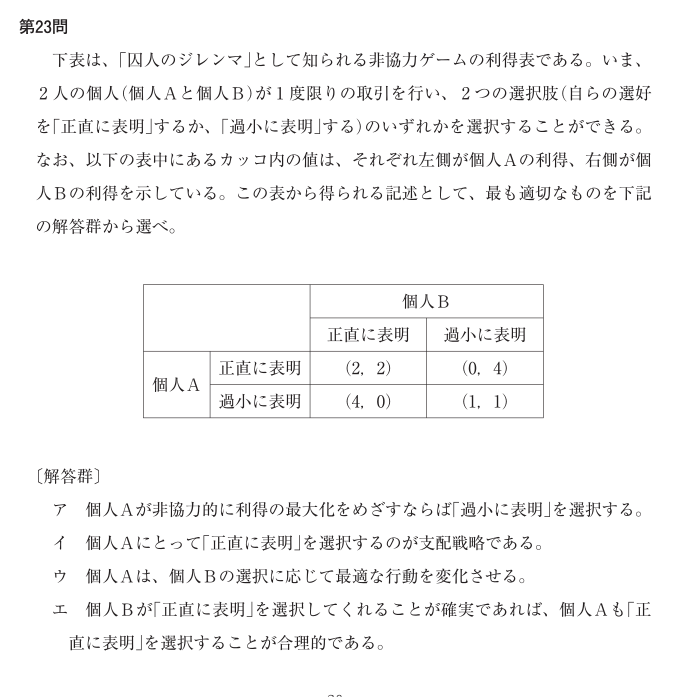 第23問
下表は、「囚人のジレンマ」として知られる非協力ゲームの利得表である。いま、
２人の個人(個人Ａと個人Ｂ)が１度限りの取引を行い、２つの選択肢(自らの選好
を「正直に表明」するか、「過小に表明」する)のいずれかを選択することができる。
なお、以下の表中にあるカッコ内の値は、それぞれ左側が個人Ａの利得、右側が個
人Ｂの利得を示している。この表から得られる記述として、最も適切なものを下記
の解答群から選べ。
個人Ｂ
正直に表明 過小に表明
個人Ａ 正直に表明 (2, 2) (0, 4)
過小に表明 (4, 0) (1, 1)
〔解答群〕
ア 個人Ａが非協力的に利得の最大化をめざすならば「過小に表明」を選択する。
イ 個人Ａにとって「正直に表明」を選択するのが支配戦略である。
ウ 個人Ａは、個人Ｂの選択に応じて最適な行動を変化させる。
エ 個人Ｂが「正直に表明」を選択してくれることが確実であれば、個人Ａも「正
直に表明」を選択することが合理的である。